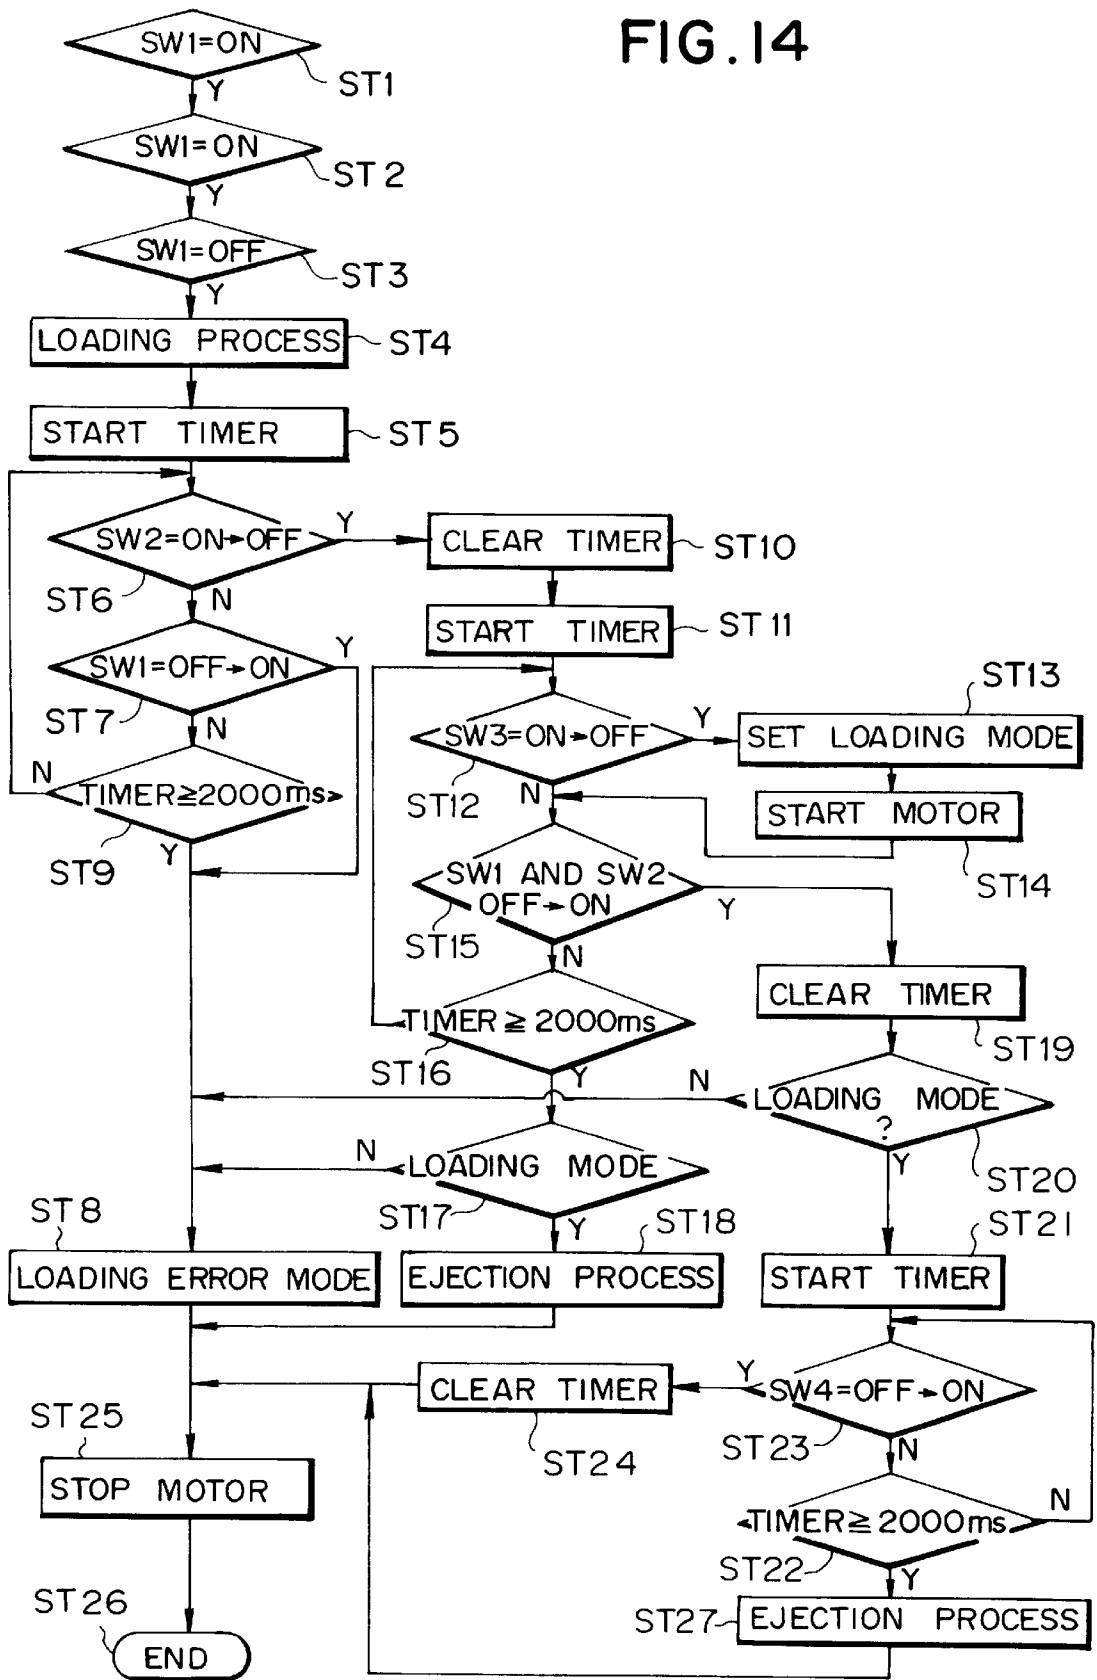 FIG.14
SW1=ON
ST1
Y
SW1=ON
ST2
Y
SW1=OFF
ST3
Y
LOADING PROCESS
ST4
START TIMER
ST5
SW2=ON→OFF
Y
ST6
N
CLEAR TIMER
ST10
START TIMER
ST11
SW1=OFF→ON
Y
ST7
N
N
TIMER≧2000ms
ST9
Y
SW3=ON→OFF
Y
ST12
N
ST13
SET LOADING MODE
START MOTOR
ST14
SW1 AND SW2
OFF→ON
ST15
Y
N
TIMER≧2000ms
ST16
Y
CLEAR TIMER
ST19
N
LOADING MODE
?
ST20
Y
N
LOADING MODE
ST17
Y
ST18
ST8
LOADING ERROR MODE
EJECTION PROCESS
ST21
START TIMER
Y
SW4=OFF→ON
ST23
N
CLEAR TIMER
ST24
ST25
STOP MOTOR
TIMER≧2000ms
N
ST22
Y
ST27
EJECTION PROCESS
ST26
END